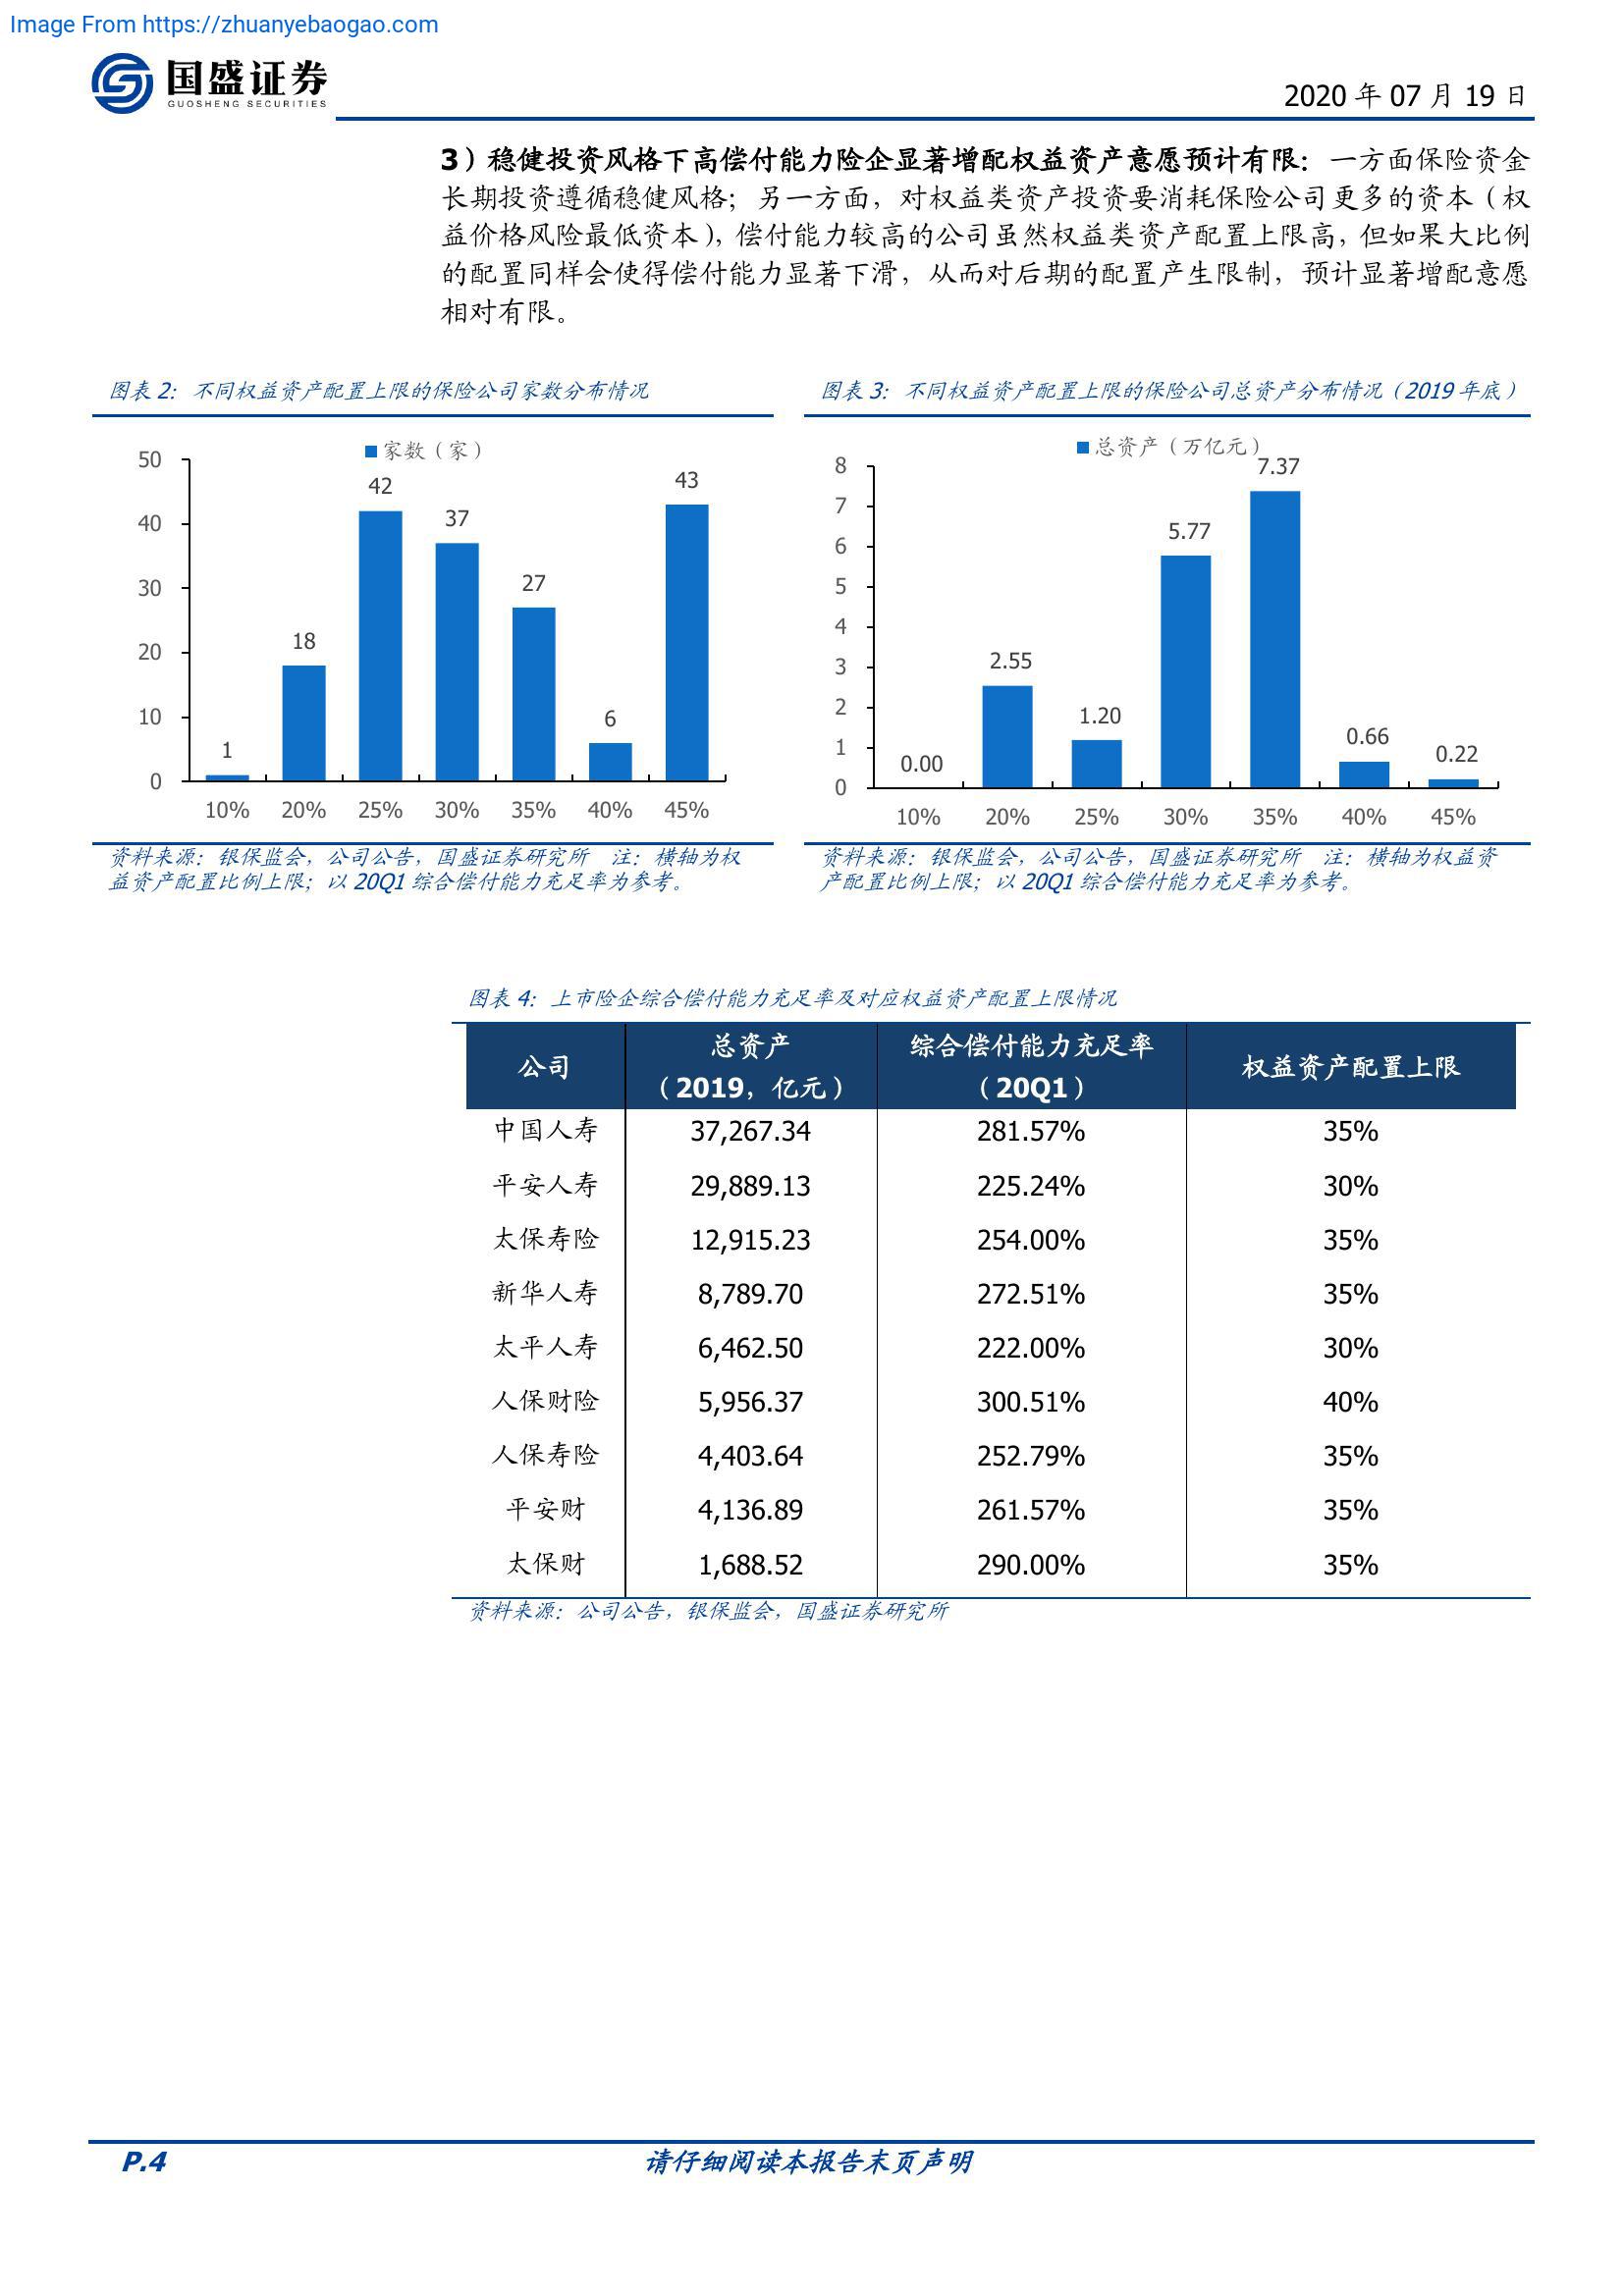 Image From https://zhuanyebaogao.com
国盛证券
GUOSHENG SECURITIES
2020 年 07 月 19 日
3）稳健投资风格下高偿付能力险企显著增配权益资产意愿预计有限：一方面保险资金
长期投资遵循稳健风格；另一方面，对权益类资产投资要消耗保险公司更多的资本（权
益价格风险最低资本），偿付能力较高的公司虽然权益类资产配置上限高，但如果大比例
的配置同样会使得偿付能力显著下滑，从而对后期的配置产生限制，预计显著增配意愿
相对有限。
图表 2：不同权益资产配置上限的保险公司家数分布情况
家数（家）
50
40
30
20
10
0
1
18
42
37
27
6
43
10% 20% 25% 30% 35% 40% 45%
资料来源：银保监会，公司公告，国盛证券研究所 注：横轴为权
益资产配置比例上限；以 20Q1 综合偿付能力充足率为参考。
图表 3：不同权益资产配置上限的保险公司总资产分布情况（2019 年底）
总资产（万亿元）
8
7
6
5
4
3
2
1
0
0.00
2.55
1.20
5.77
7.37
0.66
0.22
10% 20% 25% 30% 35% 40% 45%
资料来源：银保监会，公司公告，国盛证券研究所 注：横轴为权益资
产配置比例上限；以 20Q1 综合偿付能力充足率为参考。
图表 4：上市险企综合偿付能力充足率及对应权益资产配置上限情况
公司 总资产 综合偿付能力充足率 权益资产配置上限
（2019，亿元） （20Q1）
中国人寿 37,267.34 281.57% 35%
平安人寿 29,889.13 225.24% 30%
太保寿险 12,915.23 254.00% 35%
新华人寿 8,789.70 272.51% 35%
太平人寿 6,462.50 222.00% 30%
人保财险 5,956.37 300.51% 40%
人保寿险 4,403.64 252.79% 35%
平安财 4,136.89 261.57% 35%
太保财 1,688.52 290.00% 35%
资料来源：公司公告，银保监会，国盛证券研究所
P.4 请仔细阅读本报告末页声明